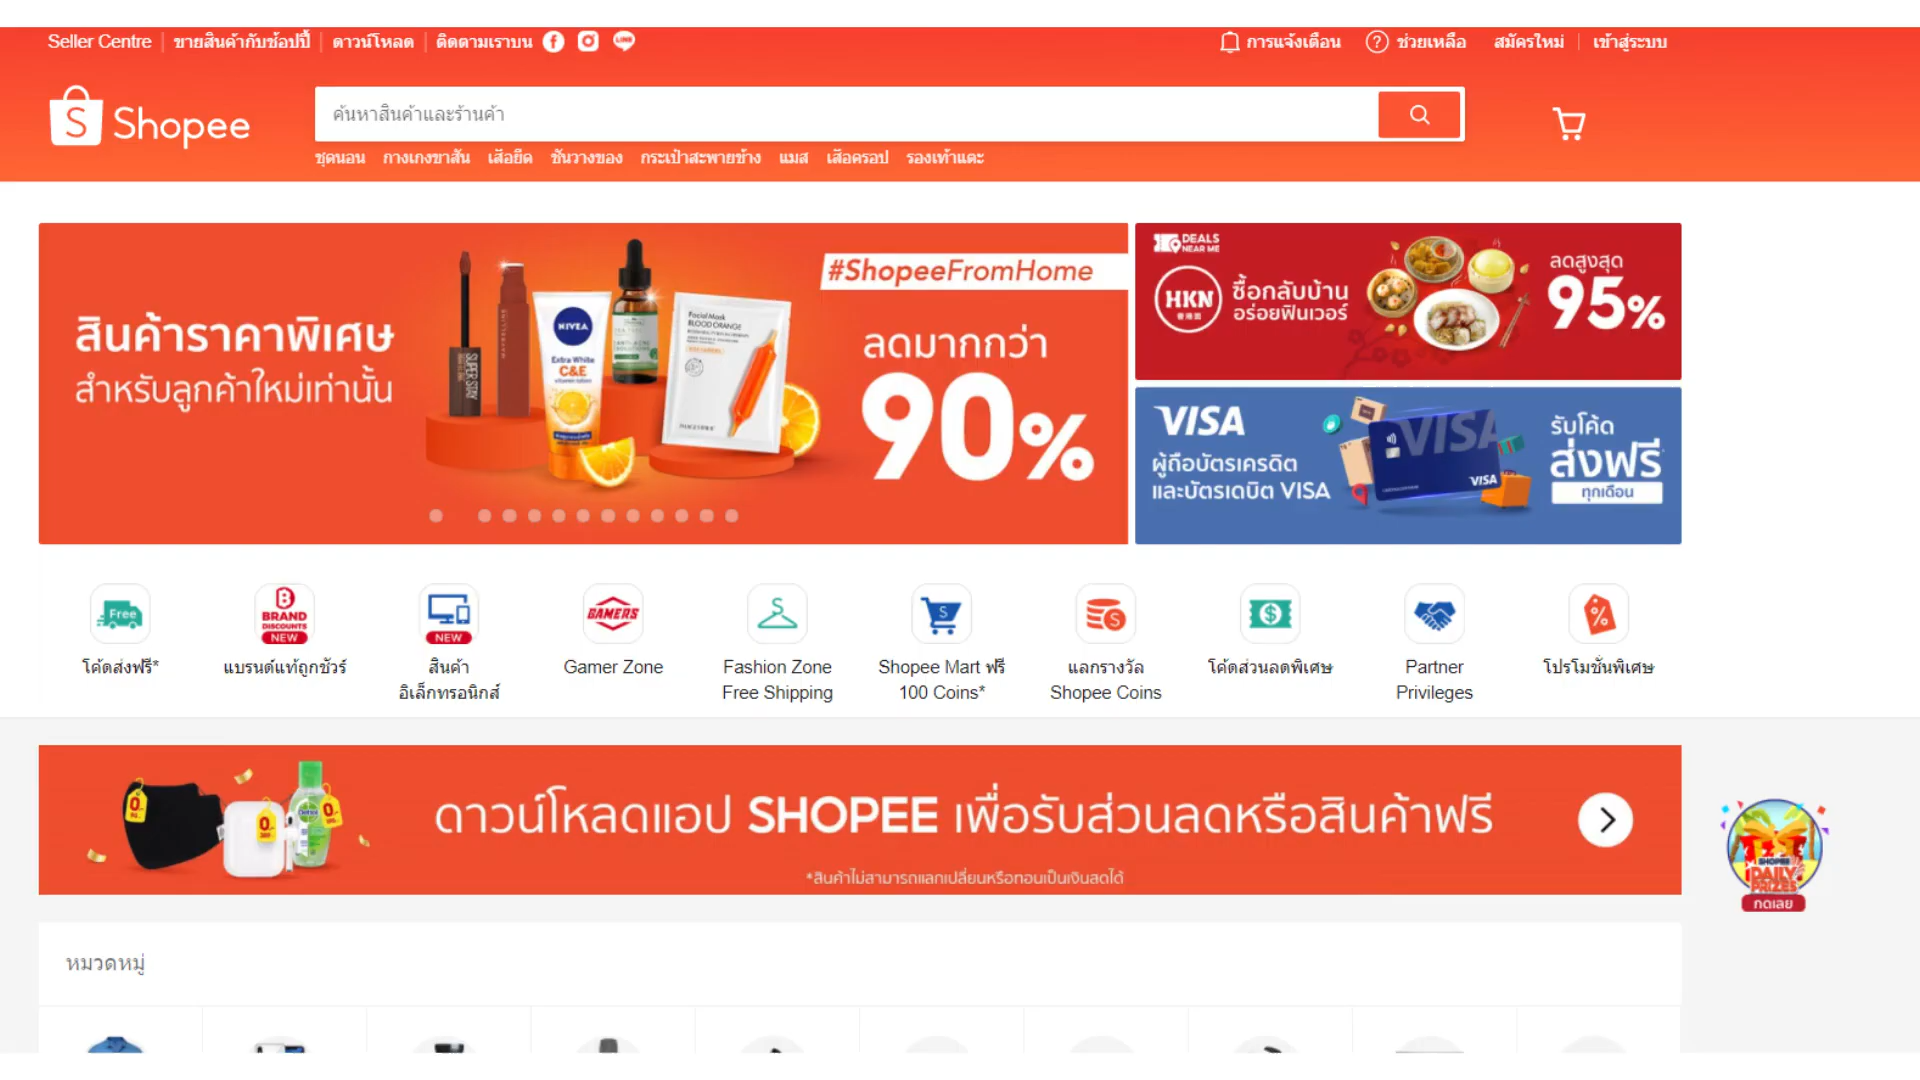 Seller Centre | ขายสินค้ากับช้อปปี้ | ดาวน์โหลด | ติดตามเราบน
การแจ้งเตือน ช่วยเหลือ สมัครใหม่ | เข้าสู่ระบบ
Shopee
ค้นหาสินค้าและร้านค้า
ชุดนอน กางเกงขาสั้น เสื้อยืด ชั้นวางของ กระเป๋าสะพายข้าง แมส เสื้อครอป รองเท้าแตะ
สินค้าราคาพิเศษ
สำหรับลูกค้าใหม่เท่านั้น
NIVEA
Extra White
C&E
SUPER STAY
Facial Mask
BLOOD ORANGE
#ShopeeFromHome
ลดมากกว่า
90%
DEALS
NEAR ME
HKN
ซื้อกลับบ้าน
อร่อยฟินเวอร์
ลดสูงสุด
95%
VISA
ผู้ถือบัตรเครดิต
และบัตรเดบิต VISA
VISA
VISA
รับโค้ด
ส่งฟรี
ทุกเดือน
Free
โค้ดส่งฟรี*
BRAND
DISCOUNTS
NEW
แบรนด์แท้ถูกชัวร์
NEW
สินค้า
อิเล็กทรอนิกส์
GAMERS
Gamer Zone
Fashion Zone
Free Shipping
Shopee Mart ฟรี
100 Coins*
แลกรางวัล
Shopee Coins
โค้ดส่วนลดพิเศษ
Partner
Privileges
โปรโมชั่นพิเศษ
ดาวน์โหลดแอป SHOPEE เพื่อรับส่วนลดหรือสินค้าฟรี
*สินค้าไม่สามารถแลกเปลี่ยนหรือทอนเป็นเงินสดได้
SHOPEE
DAILY
PRIZES
กดเลย
หมวดหมู่